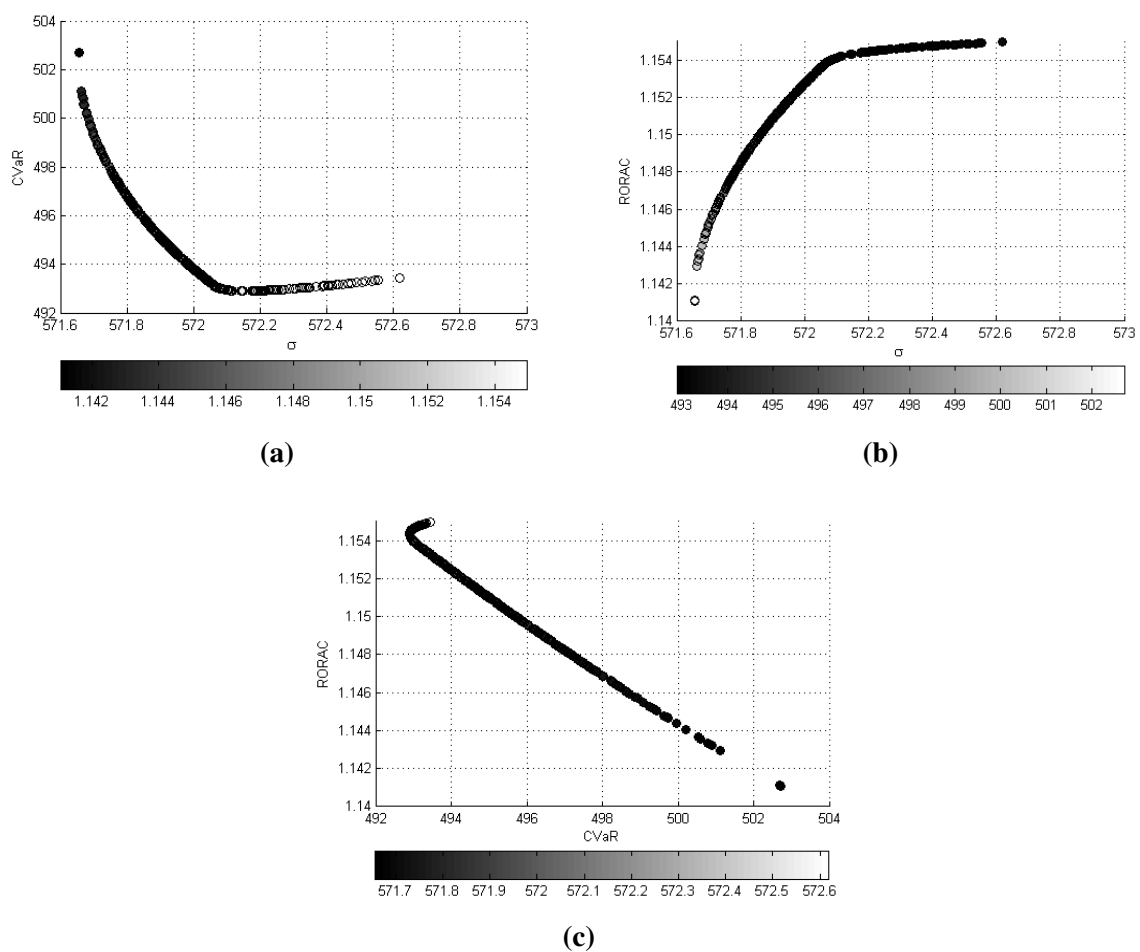 504
502
500
498
496
494
492
CVaR
571.6 571.8 572 572.2 572.4 572.6 572.8 573
σ
1.142 1.144 1.146 1.148 1.15 1.152 1.154
(a)
1.154
1.152
1.15
1.148
1.146
1.144
1.142
1.14
RORAC
571.6 571.8 572 572.2 572.4 572.6 572.8 573
σ
493 494 495 496 497 498 499 500 501 502
(b)
1.154
1.152
1.15
1.148
1.146
1.144
1.142
1.14
RORAC
492 494 496 498 500 502 504
CVaR
571.7 571.8 571.9 572 572.1 572.2 572.3 572.4 572.5 572.6
(c)